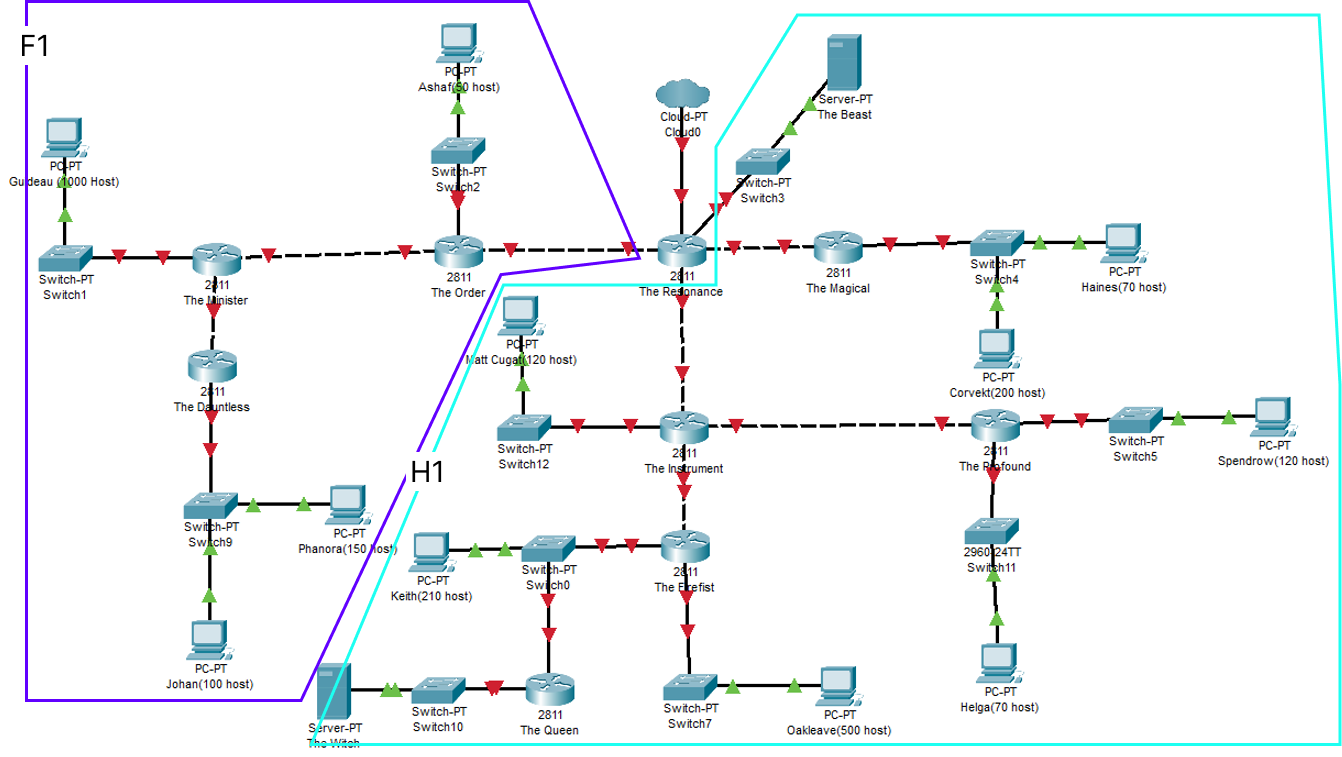 F1
PC-PT
Ashaf(50 host)
Server-PT
The Beast
Cloud-PT
Cloud0
PC-PT
Gudeau (1000 Host)
Switch-PT
Switch2
Switch-PT
Switch3
Switch-PT
Switch1
2811
The Minister
2811
The Order
2811
The Resonance
2811
The Magical
Switch-PT
Switch4
PC-PT
Haines(70 host)
PC-PT
Matt Cugat(120 host)
2811
The Dauntless
PC-PT
Corvekt(200 host)
Switch-PT
Switch12
2811
The Instrument
2811
The Profound
Switch-PT
Switch5
PC-PT
Spendrow(120 host)
H1
Switch-PT
Switch9
PC-PT
Phanora(150 host)
PC-PT
Keith(210 host)
Switch-PT
Switch0
2811
The Firefist
2960-24TT
Switch11
PC-PT
Johan(100 host)
Server-PT
The Witch
Switch-PT
Switch10
2811
The Queen
Switch-PT
Switch7
PC-PT
Oakleave(500 host)
PC-PT
Helga(70 host)